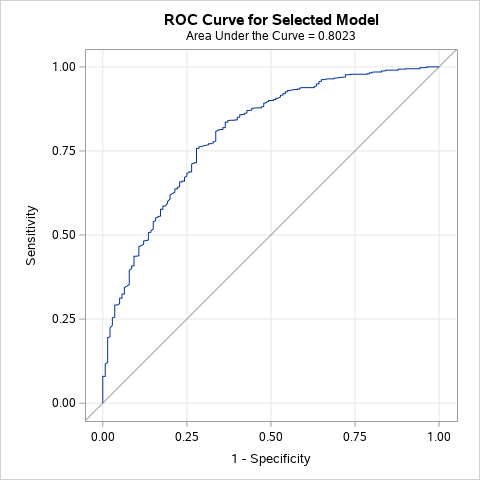 ROC Curve for Selected Model
Area Under the Curve = 0.8023
1.00
0.75
0.50
0.25
0.00
Sensitivity
0.00 0.25 0.50 0.75 1.00
1 - Specificity